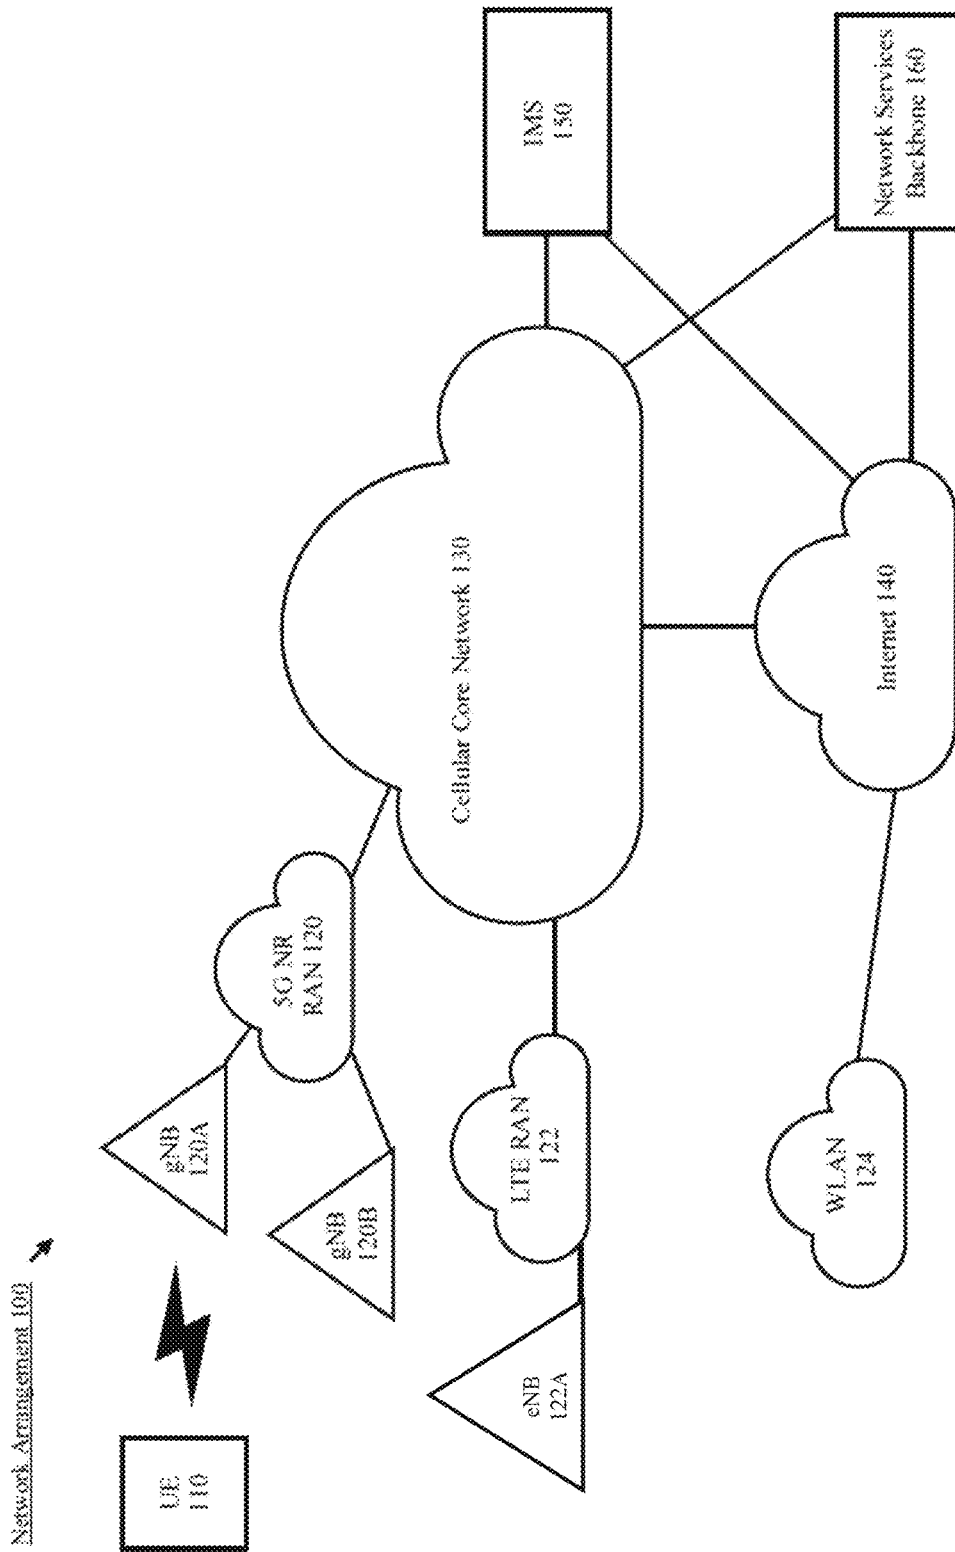 Network Arrangement 100
UE
110
gNB
120A
gNB
120B
5G NR
RAN 120
eNB
122A
LTE RAN
122
WLAN
124
Cellular Core Network 130
Internet 140
IMS
150
Network Services
Backbone 160